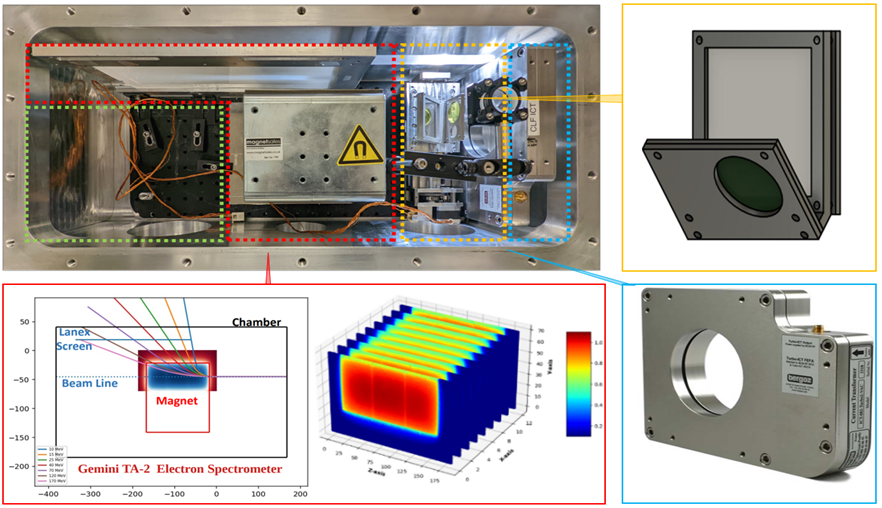 magnetsales
CLF ICT
50
0
−50
−100
−150
−200
−400
−300
−200
−100
0
100
Chamber
Lanex
Screen
Beam Line
Magnet
10 MeV
15 MeV
25 MeV
40 MeV
70 MeV
120 MeV
170 MeV
Gemini TA-2 Electron Spectrometer
70
60
50
40
30
20
10
0
Y-axis
12
10
8
6
4
2
0
X-axis
0
25
50
75
100
125
150
175
Z-axis
1.0
0.8
0.6
0.4
0.2
bergoz
Current Transformer